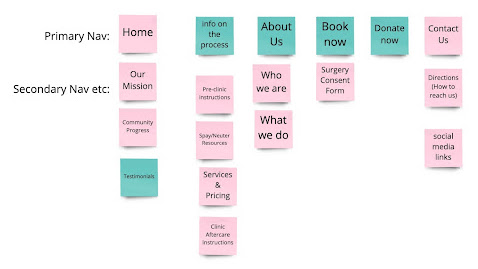 Primary Nav:
Home
info on
the
process
About
Us
Book
now
Donate
now
Contact
Us
Secondary Nav etc:
Our
Mission
Community
Progress
Testimonials
Pre-clinic
instructions
Spay/Neuter
Resources
Services
&
Pricing
Clinic
Aftercare
instructions
Who
we are
What
we do
Surgery
Consent
Form
Directions
(How to
reach us)
social
media
links